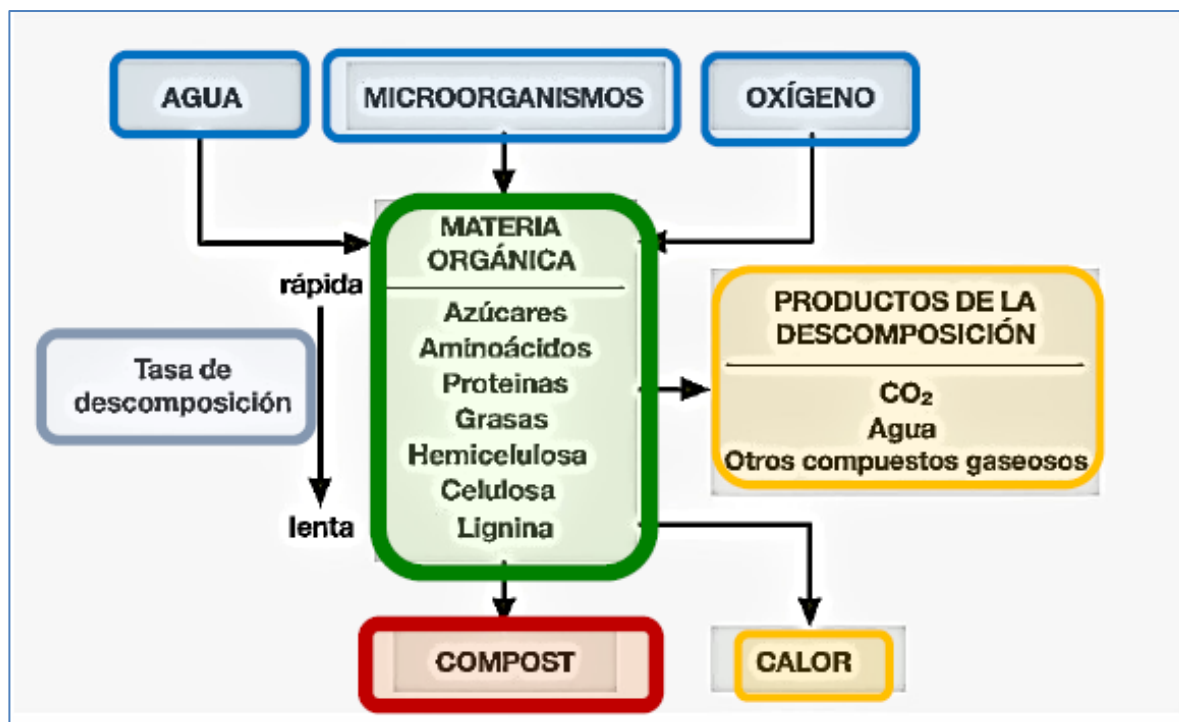 AGUA
MICROORGANISMOS
OXÍGENO
MATERIA
ORGÁNICA
Azúcares
Aminoácidos
Proteinas
Grasas
Hemicelulosa
Celulosa
Lignina
rápida
lenta
Tasa de
descomposición
PRODUCTOS DE LA
DESCOMPOSICIÓN
CO₂
Agua
Otros compuestos gaseosos
COMPOST
CALOR